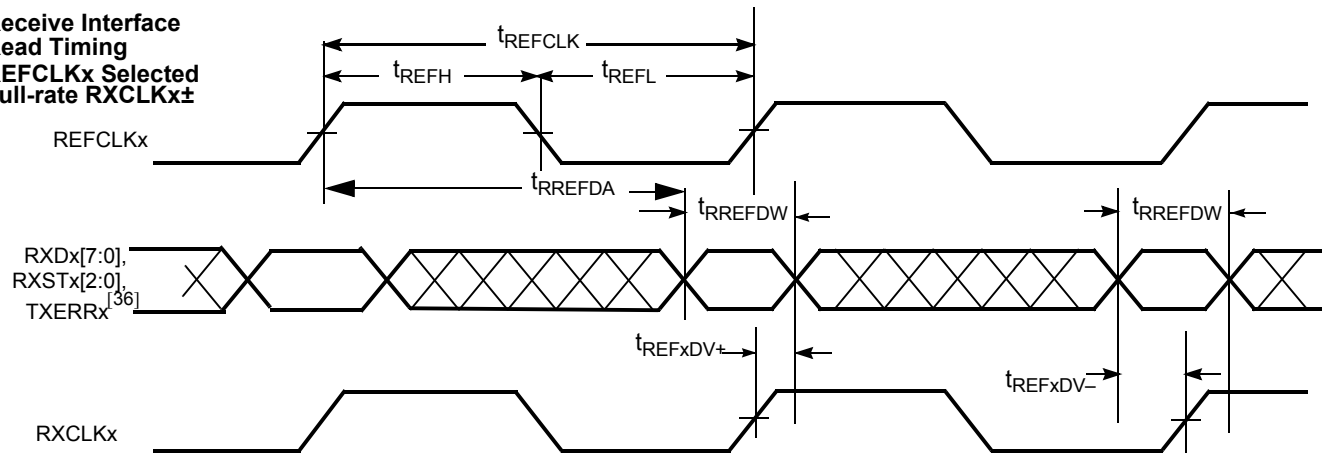 eceive Interface
ead Timing
EFCLKx Selected
ull-rate RXCLKx±
tREFCLK
tREFH
tREFL
REFCLKx
tRREFDA
tRREFDW
tRREFDW
RXDx[7:0],
RXSTx[2:0],
TXERRx[36]
tREFxDV+
tREFxDV–
RXCLKx